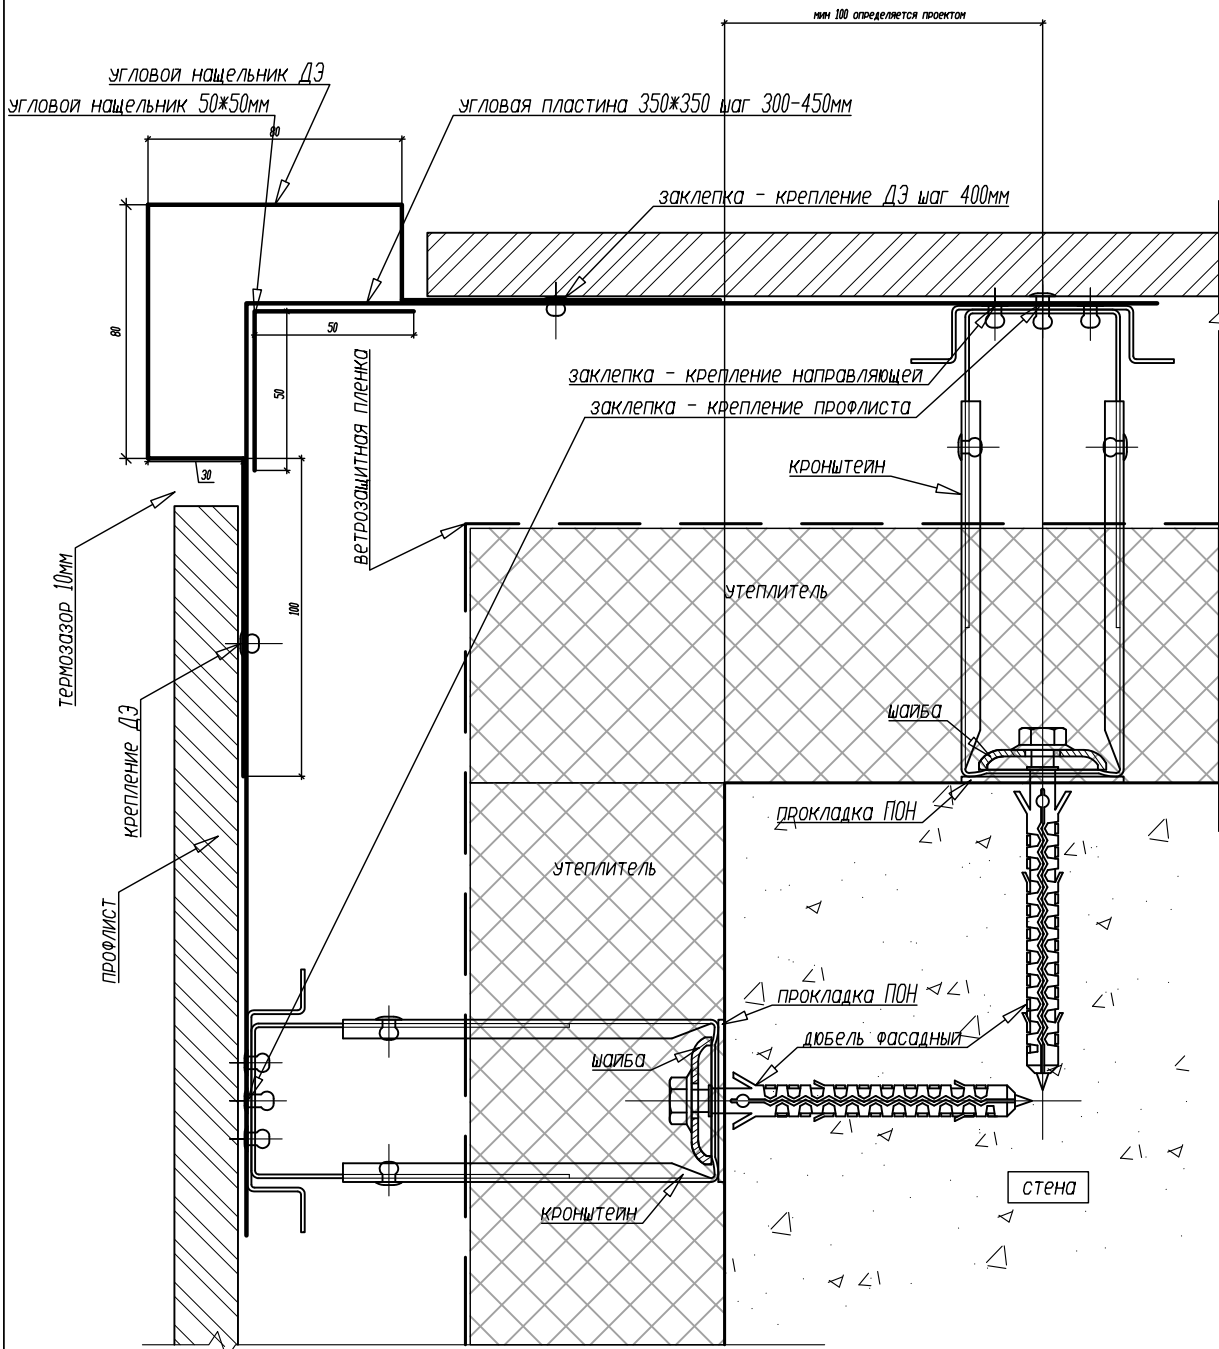 мин 100 определяется проектом
угловой нащельник ДЭ
угловой нащельник 50*50мм
угловая пластина 350*350 шаг 300-450мм
80
заклепка - крепление ДЭ шаг 400мм
80
50
50
ветрозащитная пленка
заклепка - крепление направляющей
заклепка - крепление профлиста
кронштейн
30
термозазор 10мм
утеплитель
100
крепление ДЭ
шайба
прокладка ПОН
утеплитель
профлист
прокладка ПОН
дюбель фасадный
шайба
стена
кронштейн